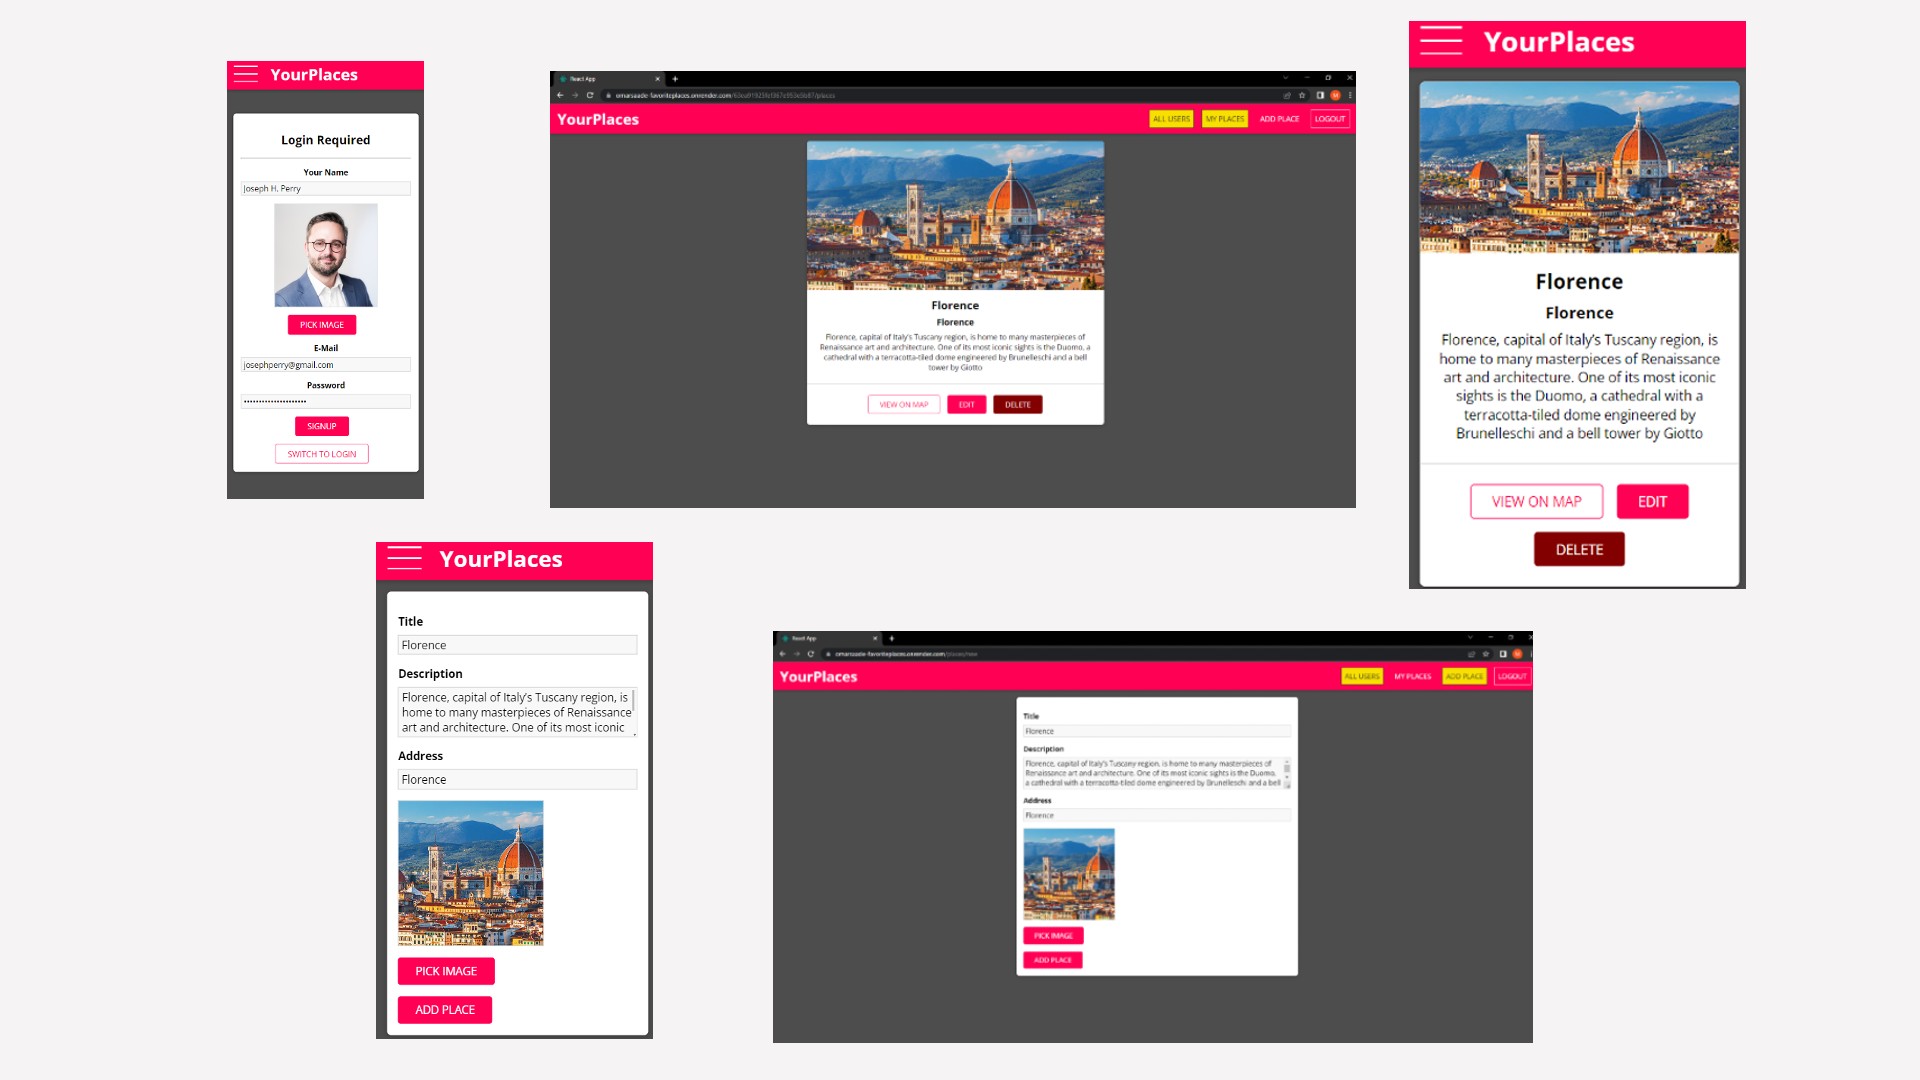 YourPlaces
Login Required
Your Name
Joseph H. Perry
PICK IMAGE
E-Mail
josephperry@gmail.com
Password
SIGNUP
SWITCH TO LOGIN
React App
YourPlaces
ALL USERS
MY PLACES
ADD PLACE
LOGOUT
Florence
Florence
Florence, capital of Italy's Tuscany region, is home to many masterpieces of
Renaissance art and architecture. One of its most iconic sights is the Duomo, a
cathedral with a terracotta-tiled dome engineered by Brunelleschi and a bell
tower by Giotto
VIEW ON MAP
EDIT
DELETE
YourPlaces
Florence
Florence
Florence, capital of Italy's Tuscany region, is
home to many masterpieces of Renaissance
art and architecture. One of its most iconic
sights is the Duomo, a cathedral with a
terracotta-tiled dome engineered by
Brunelleschi and a bell tower by Giotto
VIEW ON MAP
EDIT
DELETE
YourPlaces
Title
Florence
Description
Florence, capital of Italy's Tuscany region, is
home to many masterpieces of Renaissance
art and architecture. One of its most iconic
Address
Florence
PICK IMAGE
ADD PLACE
React App
omarsaade-favoriteplaces.onrender.com/places/new
YourPlaces
ALL USERS
MY PLACES
ADD PLACE
LOGOUT
Title
Florence
Description
Florence, capital of Italy's Tuscany region, is home to many masterpieces of
Renaissance art and architecture. One of its most iconic sights is the Duomo,
a cathedral with a terracotta-tiled dome engineered by Brunelleschi and a bell
Address
Florence
PICK IMAGE
ADD PLACE